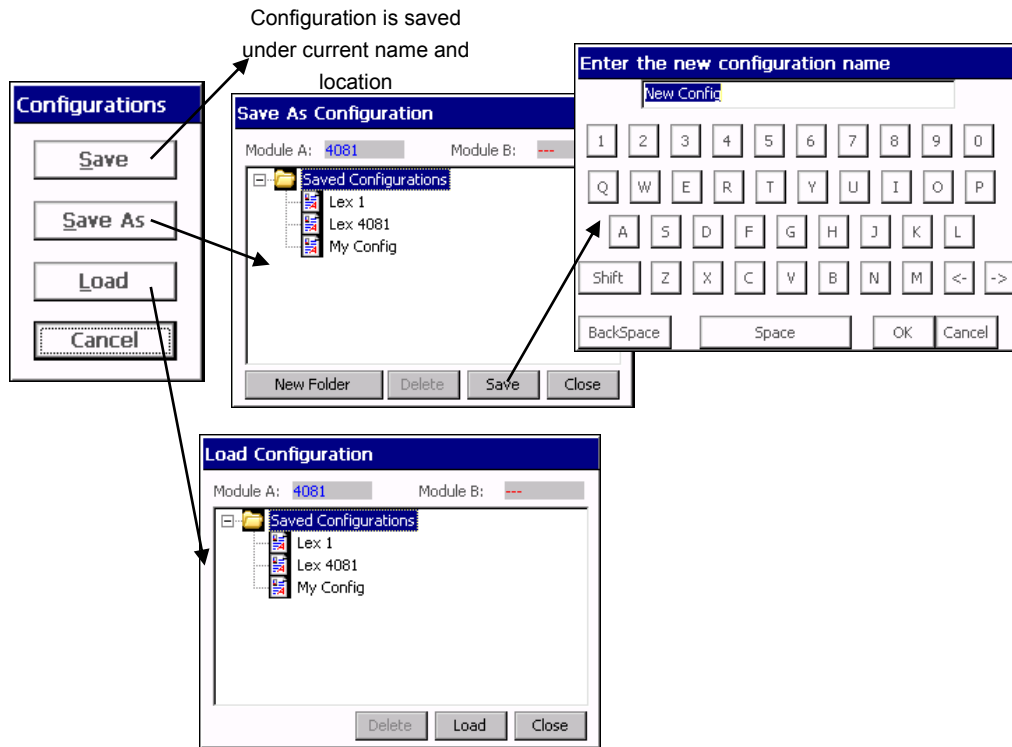 Configuration is saved
under current name and
location
Configurations
Save
Save As
Load
Cancel
Save As Configuration
Module A: 4081 Module B: ---
Saved Configurations
Lex 1
Lex 4081
My Config
New Folder Delete Save Close
Enter the new configuration name
New Config
1 2 3 4 5 6 7 8 9 0
Q W E R T Y U I O P
A S D F G H J K L
Shift Z X C V B N M <- ->
BackSpace Space OK Cancel
Load Configuration
Module A: 4081 Module B: ---
Saved Configurations
Lex 1
Lex 4081
My Config
Delete Load Close